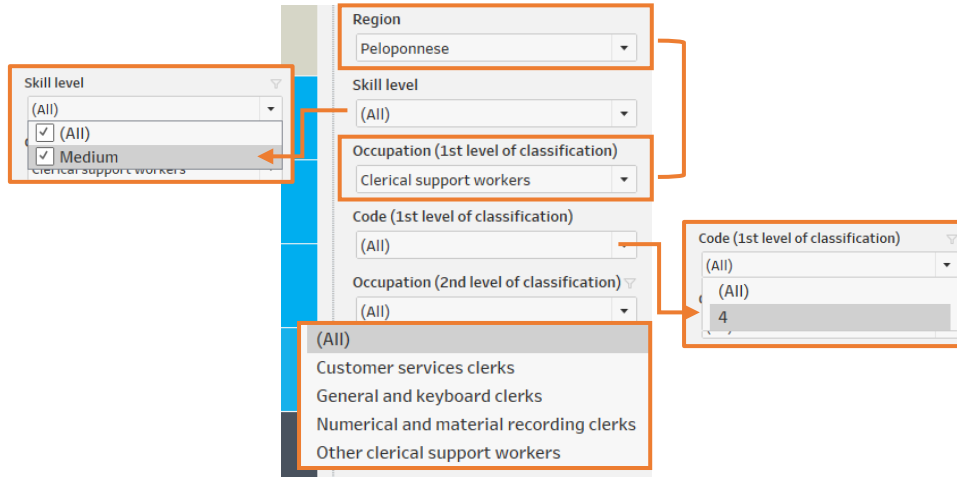 Region
Peloponnese
Skill level
(All)
Occupation (1st level of classification)
Clerical support workers
Code (1st level of classification)
(All)
Occupation (2nd level of classification)
(All)
(All)
Customer services clerks
General and keyboard clerks
Numerical and material recording clerks
Other clerical support workers
Skill level
(All)
(All)
Medium
Clerical support workers
Code (1st level of classification)
(All)
(All)
4